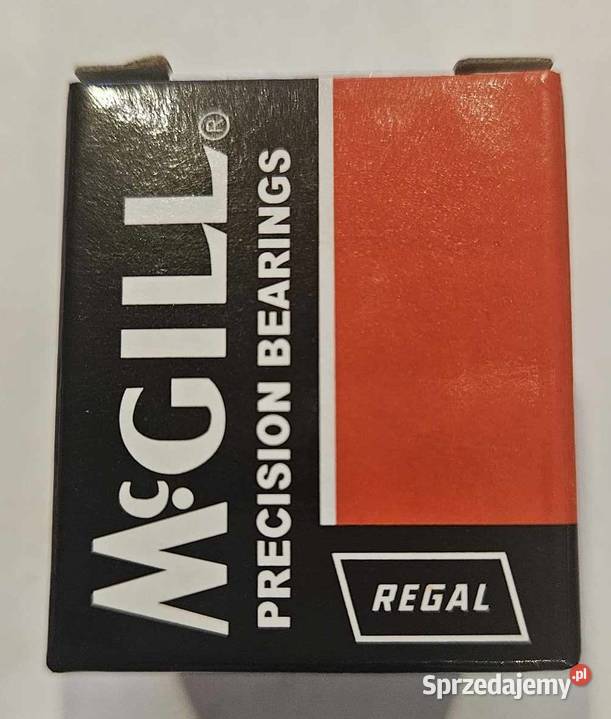 McGILL®
PRECISION BEARINGS
REGAL
Sprzedajemy.pl